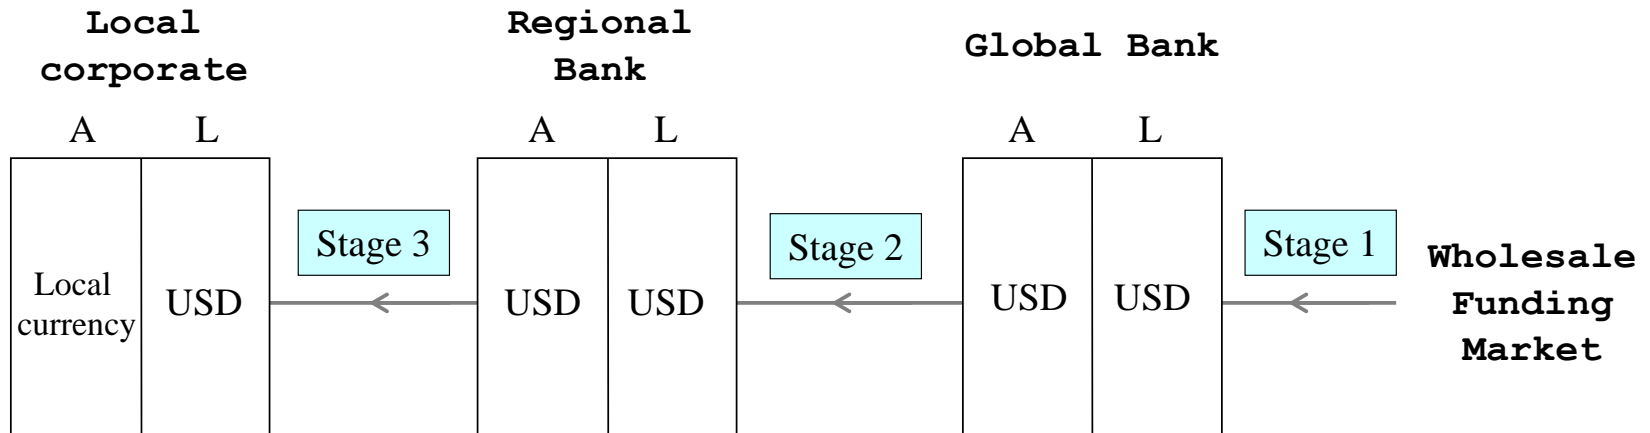 Local
corporate
Regional
Bank
Global Bank
A L
A L
A L
Local
currency
USD
Stage 3
USD
USD
Stage 2
USD
USD
Stage 1
Wholesale
Funding
Market